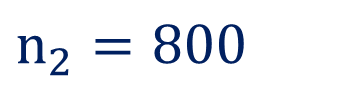 n₂ = 800